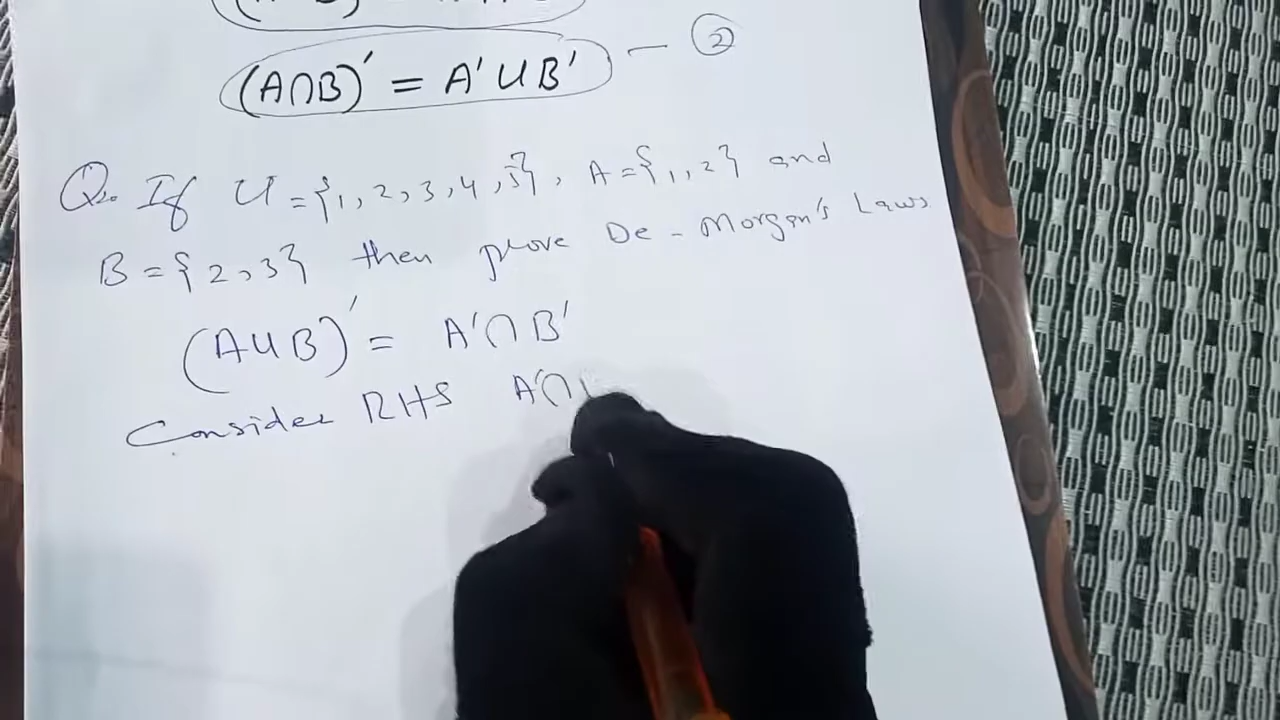 (A∩B)' = A'∪B' — ②
Q. If U = {1, 2, 3, 4, 5}, A = {1, 2} and
B = {2, 3} then prove De-Morgan's Laws
(A∪B)' = A'∩B'
Consider RHS A'∩